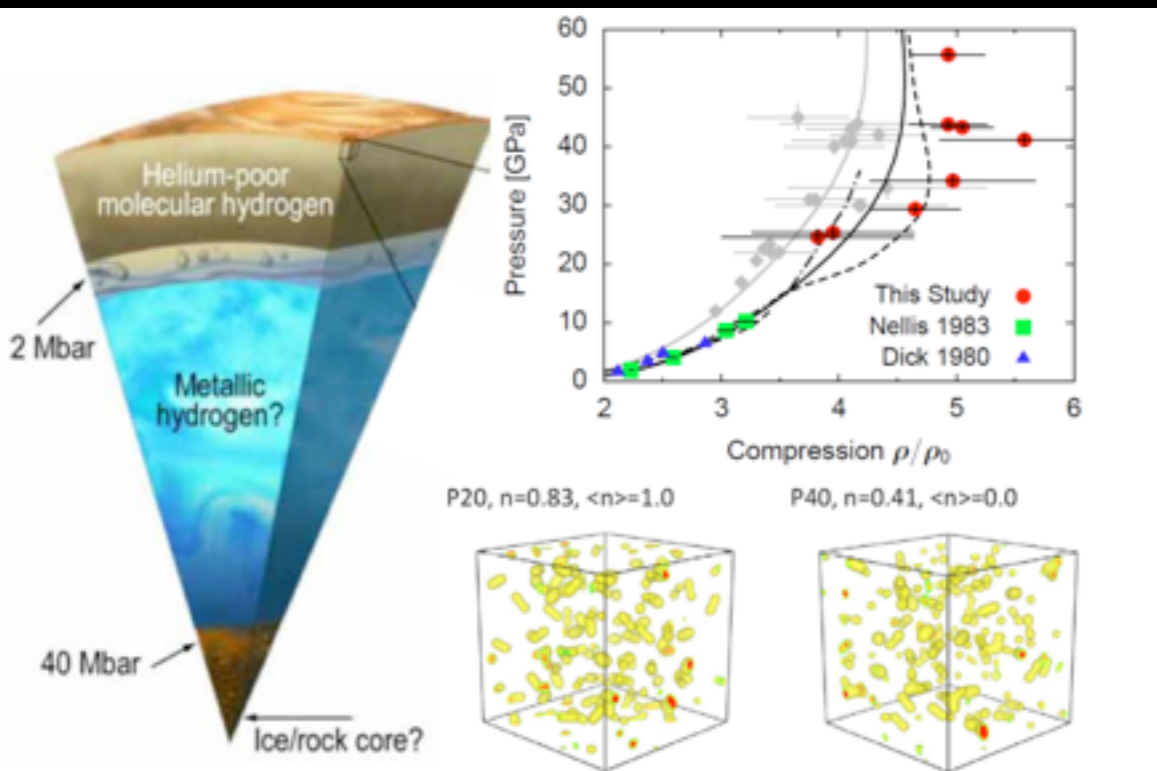 Helium-poor
molecular hydrogen
2 Mbar
Metallic
hydrogen?
40 Mbar
Ice/rock core?
60
50
40
30
20
10
0
Pressure [GPa]
2 3 4 5 6
Compression ρ/ρ₀
This Study
Nellis 1983
Dick 1980
P20, n=0.83, <n>=1.0
P40, n=0.41, <n>=0.0